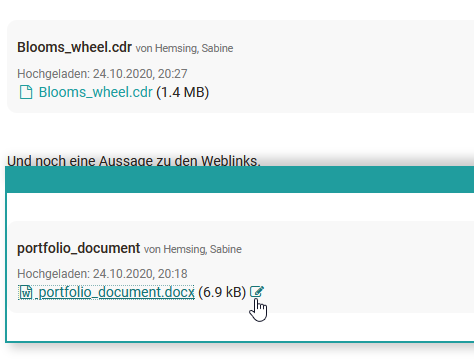 Blooms_wheel.cdr von Hemsing, Sabine
Hochgeladen: 24.10.2020, 20:27
Blooms_wheel.cdr (1.4 MB)
Und noch eine Aussage zu den Weblinks.
portfolio_document von Hemsing, Sabine
Hochgeladen: 24.10.2020, 20:18
portfolio_document.docx (6.9 kB)